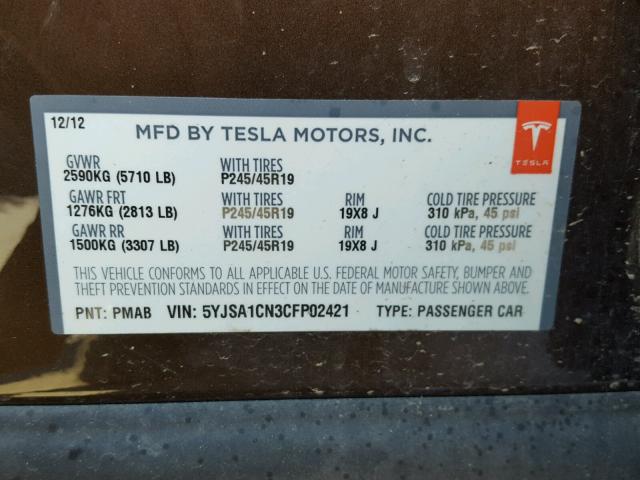 12/12
MFD BY TESLA MOTORS, INC.
TESLA
GVWR WITH TIRES
2590KG (5710 LB) P245/45R19
GAWR FRT WITH TIRES RIM COLD TIRE PRESSURE
1276KG (2813 LB) P245/45R19 19X8 J 310 kPa, 45 psi
GAWR RR WITH TIRES RIM COLD TIRE PRESSURE
1500KG (3307 LB) P245/45R19 19X8 J 310 kPa, 45 psi
THIS VEHICLE CONFORMS TO ALL APPLICABLE U.S. FEDERAL MOTOR SAFETY, BUMPER AND
THEFT PREVENTION STANDARDS IN EFFECT ON THE DATE OF MANUFACTURE SHOWN ABOVE.
PNT: PMAB VIN: 5YJSA1CN3CFP02421 TYPE: PASSENGER CAR